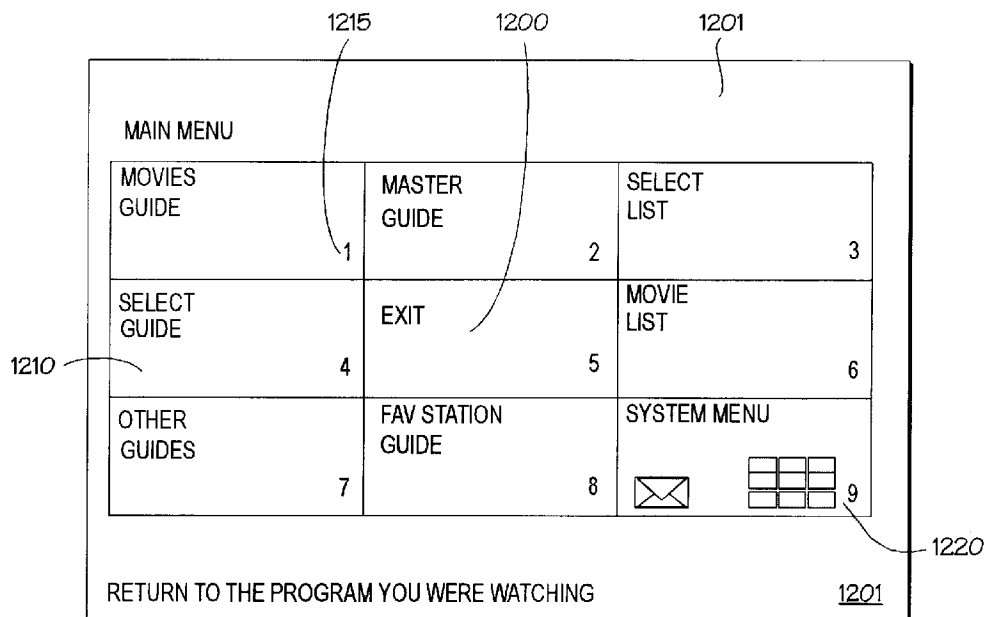 1215 1200 1201
MAIN MENU
MOVIES
GUIDE
1
MASTER
GUIDE
2
SELECT
LIST
3
SELECT
GUIDE
4
EXIT
5
MOVIE
LIST
6
1210
OTHER
GUIDES
7
FAV STATION
GUIDE
8
SYSTEM MENU
9
1220
RETURN TO THE PROGRAM YOU WERE WATCHING 1201